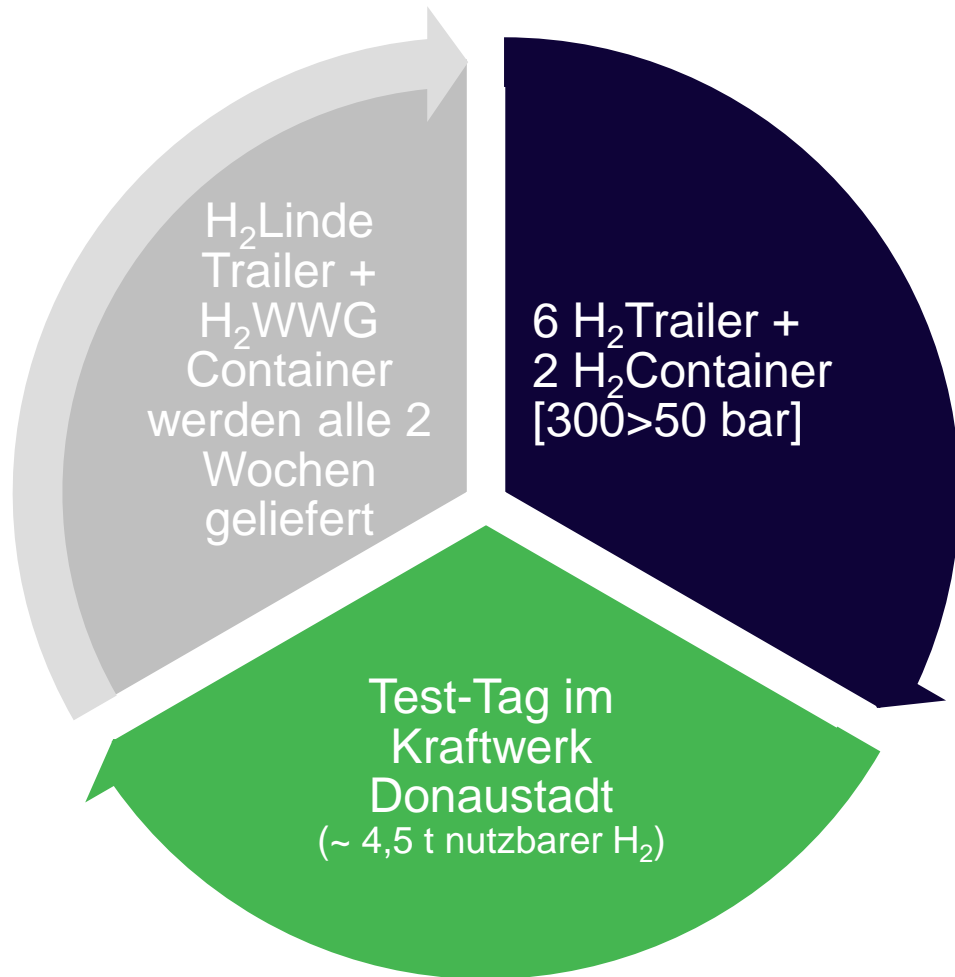 H₂Linde
Trailer +
H₂WWG
Container
werden alle 2
Wochen
geliefert
6 H₂Trailer +
2 H₂Container
[300>50 bar]
Test-Tag im
Kraftwerk
Donaustadt
(~ 4,5 t nutzbarer H₂)